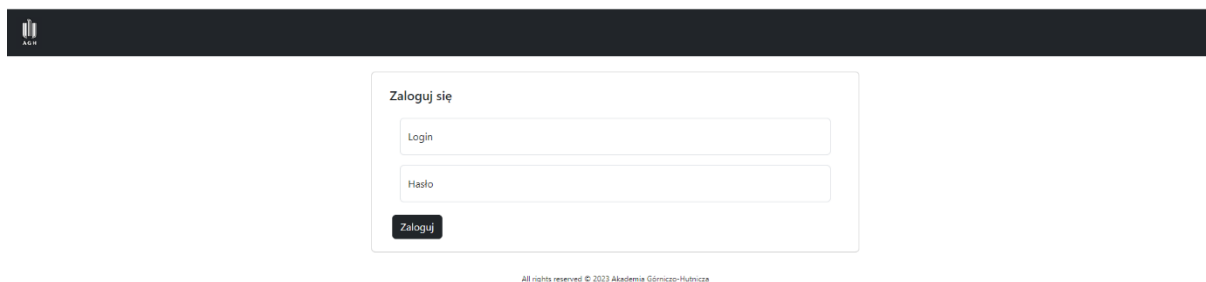 AGH
Zaloguj się
Login
Hasło
Zaloguj
All rights reserved © 2023 Akademia Górniczo-Hutnicza